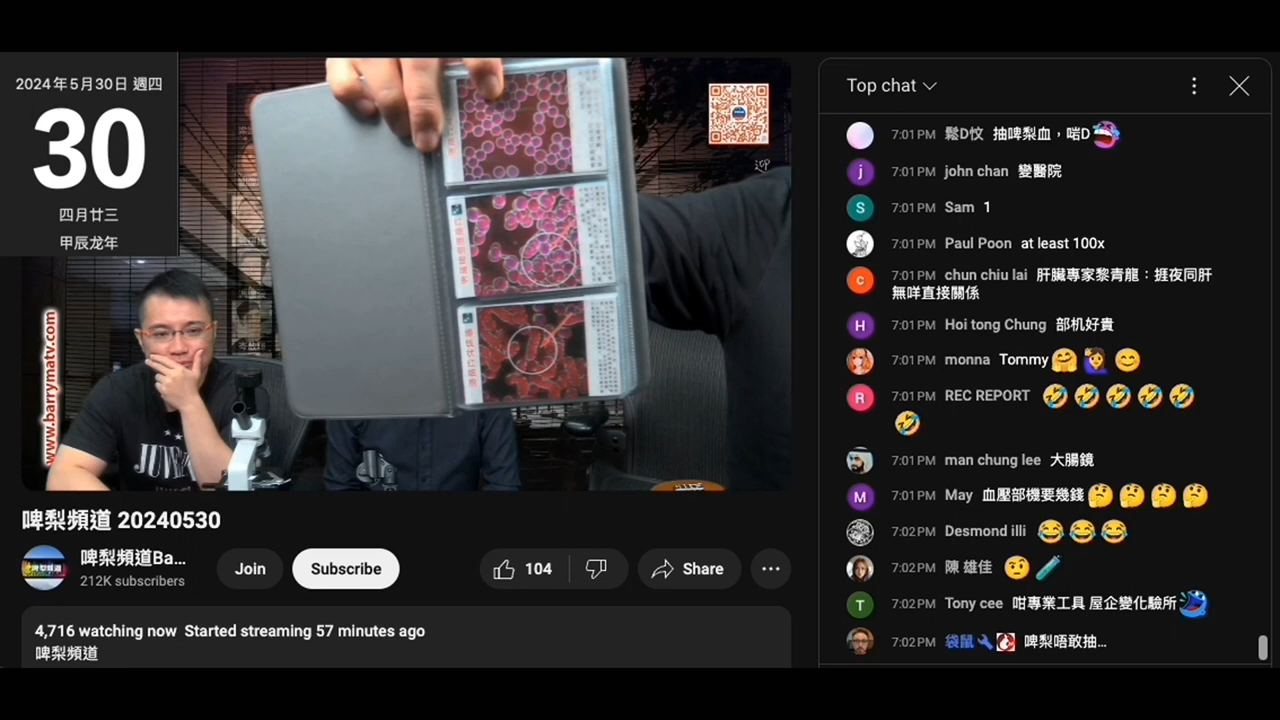 2024年5月30日 週四
30
四月廿三
甲辰龙年
www.barrymatv.com
啤梨頻道 20240530
啤梨頻道Ba...
212K subscribers
Join
Subscribe
104
Share
4,716 watching now Started streaming 57 minutes ago
啤梨頻道
Top chat
7:01 PM 鬆D忟 抽啤梨血，啱D
j 7:01 PM john chan 變醫院
S 7:01 PM Sam 1
7:01 PM Paul Poon at least 100x
c 7:01 PM chun chiu lai 肝臟專家黎青龍：捱夜同肝
無咩直接關係
H 7:01 PM Hoi tong Chung 部机好貴
7:01 PM monna Tommy🤗🙋‍♀️😊
R 7:01 PM REC REPORT 🤣🤣🤣🤣🤣
🤣
7:01 PM man chung lee 大腸鏡
M 7:01 PM May 血壓部機要幾錢🤔🤔🤔🤔
7:02 PM Desmond illi 😂😂😂
7:02 PM 陳 雄佳 🤨🧪
T 7:02 PM Tony cee 咁專業工具 屋企變化驗所
7:02 PM 袋鼠🔧 啤梨唔敢抽...